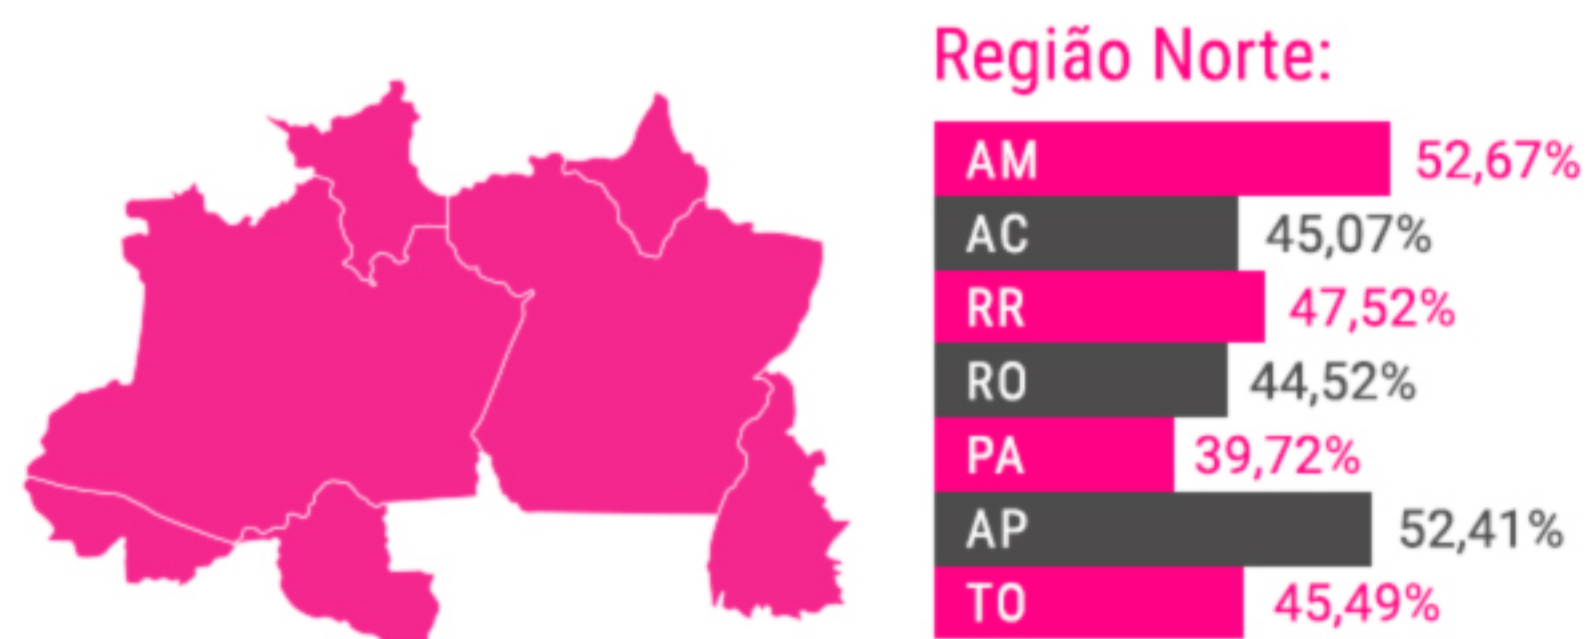 Região Norte:
AM 52,67%
AC 45,07%
RR 47,52%
RO 44,52%
PA 39,72%
AP 52,41%
TO 45,49%